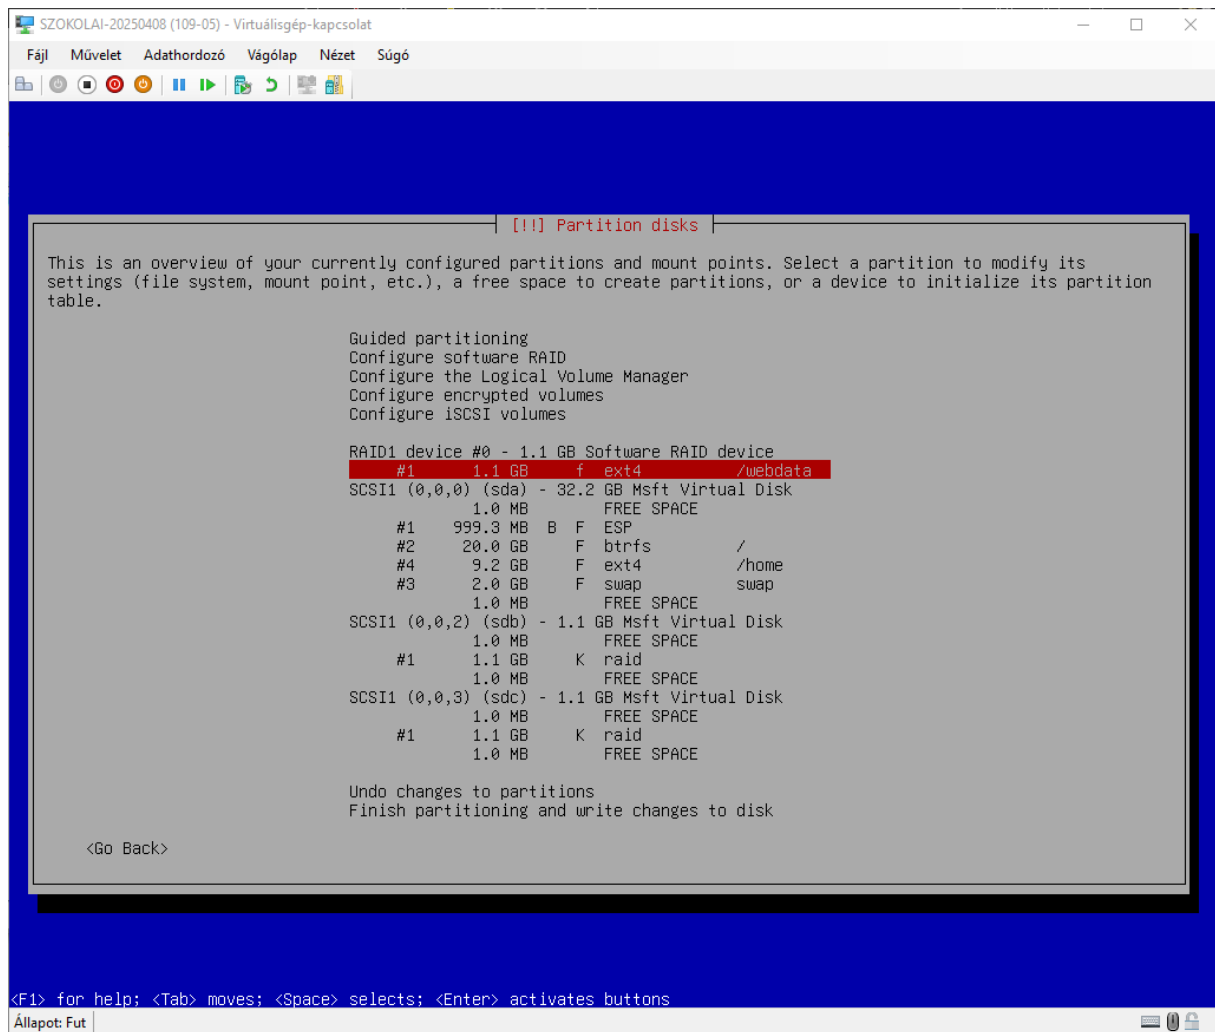 SZOKOLAI-20250408 (109-05) - Virtuálisgép-kapcsolat
Fájl Művelet Adathordozó Vágólap Nézet Súgó
[!!] Partition disks
This is an overview of your currently configured partitions and mount points. Select a partition to modify its
settings (file system, mount point, etc.), a free space to create partitions, or a device to initialize its partition
table.
Guided partitioning
Configure software RAID
Configure the Logical Volume Manager
Configure encrypted volumes
Configure iSCSI volumes
RAID1 device #0 - 1.1 GB Software RAID device
#1 1.1 GB f ext4 /webdata
SCSI1 (0,0,0) (sda) - 32.2 GB Msft Virtual Disk
1.0 MB FREE SPACE
#1 999.3 MB B F ESP
#2 20.0 GB F btrfs /
#4 9.2 GB F ext4 /home
#3 2.0 GB F swap swap
1.0 MB FREE SPACE
SCSI1 (0,0,2) (sdb) - 1.1 GB Msft Virtual Disk
1.0 MB FREE SPACE
#1 1.1 GB K raid
1.0 MB FREE SPACE
SCSI1 (0,0,3) (sdc) - 1.1 GB Msft Virtual Disk
1.0 MB FREE SPACE
#1 1.1 GB K raid
1.0 MB FREE SPACE
Undo changes to partitions
Finish partitioning and write changes to disk
<Go Back>
<F1> for help; <Tab> moves; <Space> selects; <Enter> activates buttons
Állapot: Fut